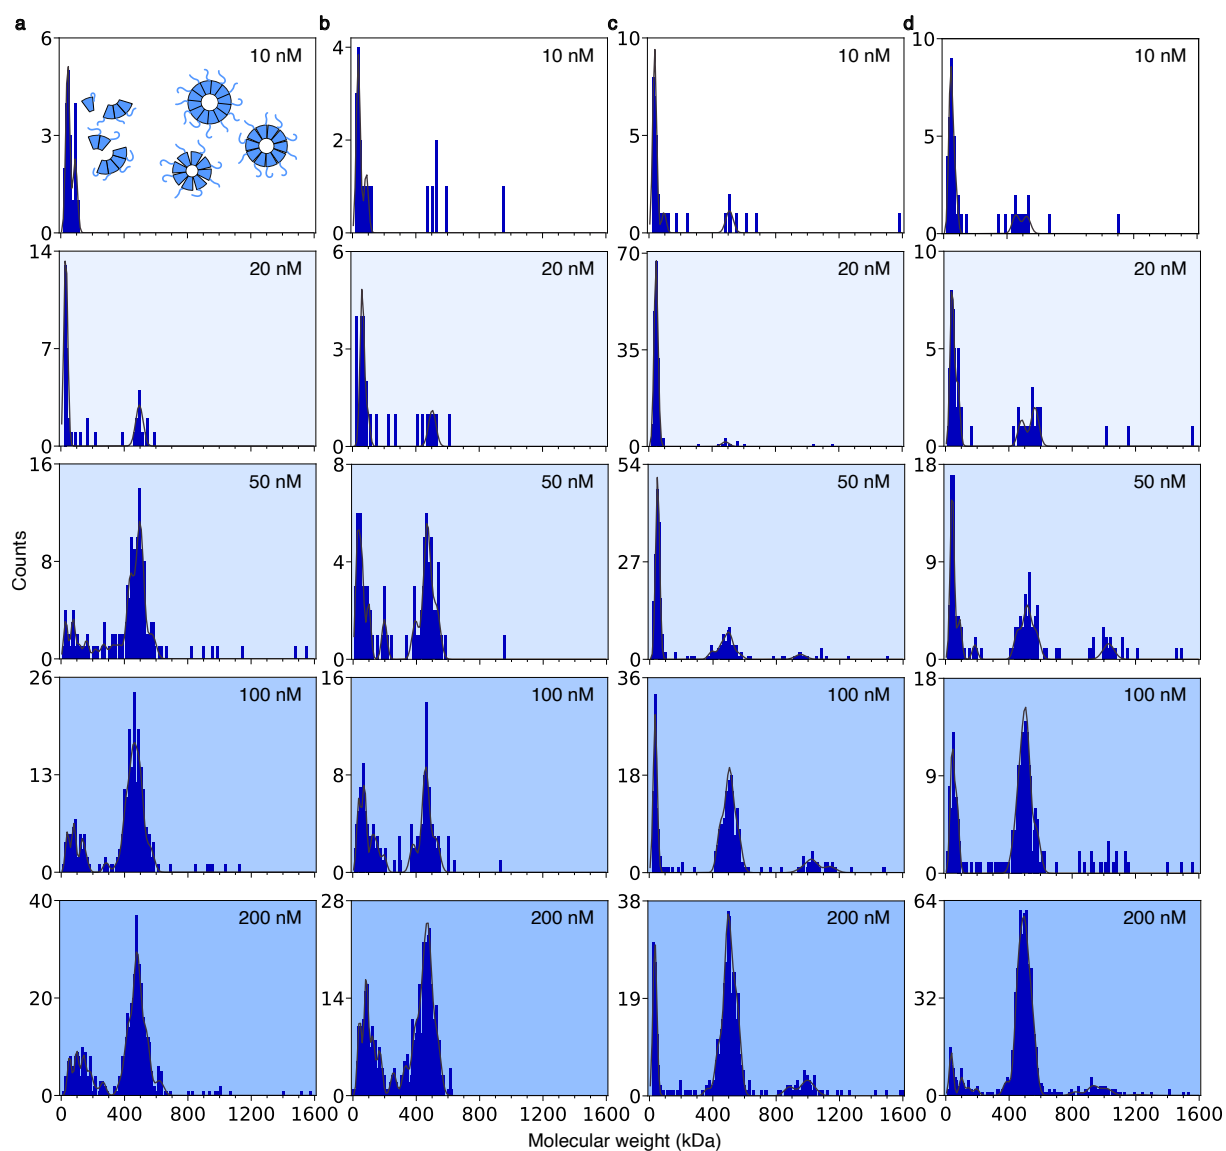 a b c d
6 10 nM 4 10 nM 10 10 nM 10 10 nM
3 2 5 5
0 0 0 0
14 20 nM 6 20 nM 70 20 nM 10 20 nM
7 3 35 5
0 0 0 0
16 50 nM 8 50 nM 54 50 nM 18 50 nM
8 4 27 9
0 0 0 0
Counts
26 100 nM 16 100 nM 36 100 nM 18 100 nM
13 8 18 9
0 0 0 0
40 200 nM 28 200 nM 38 200 nM 64 200 nM
20 14 19 32
0 0 0 0
0 400 800 1200 1600 0 400 800 1200 1600 0 400 800 1200 1600 0 400 800 1200 1600
Molecular weight (kDa)